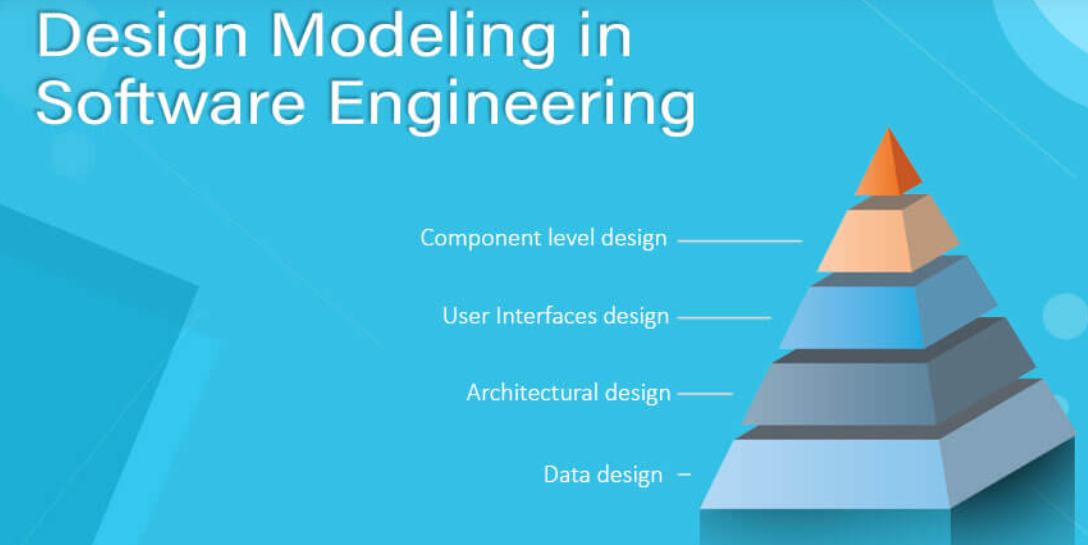 Design Modeling in
Software Engineering
Component level design
User Interfaces design
Architectural design
Data design